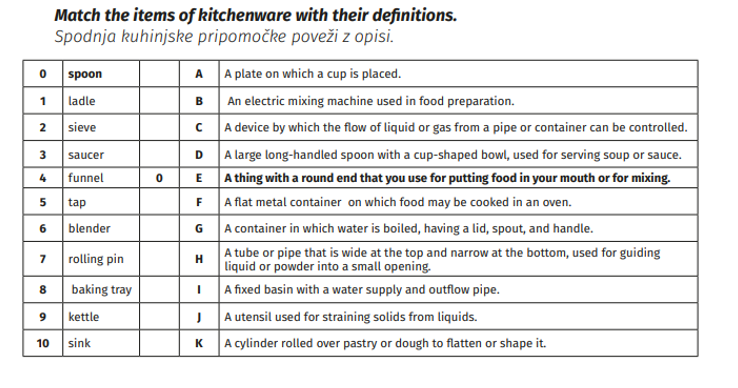 Match the items of kitchenware with their definitions.
Spodnja kuhinjske pripomočke poveži z opisi.
0 spoon A A plate on which a cup is placed.
1 ladle B An electric mixing machine used in food preparation.
2 sieve C A device by which the flow of liquid or gas from a pipe or container can be controlled.
3 saucer D A large long-handled spoon with a cup-shaped bowl, used for serving soup or sauce.
4 funnel 0 E A thing with a round end that you use for putting food in your mouth or for mixing.
5 tap F A flat metal container on which food may be cooked in an oven.
6 blender G A container in which water is boiled, having a lid, spout, and handle.
7 rolling pin H A tube or pipe that is wide at the top and narrow at the bottom, used for guiding
liquid or powder into a small opening.
8 baking tray I A fixed basin with a water supply and outflow pipe.
9 kettle J A utensil used for straining solids from liquids.
10 sink K A cylinder rolled over pastry or dough to flatten or shape it.